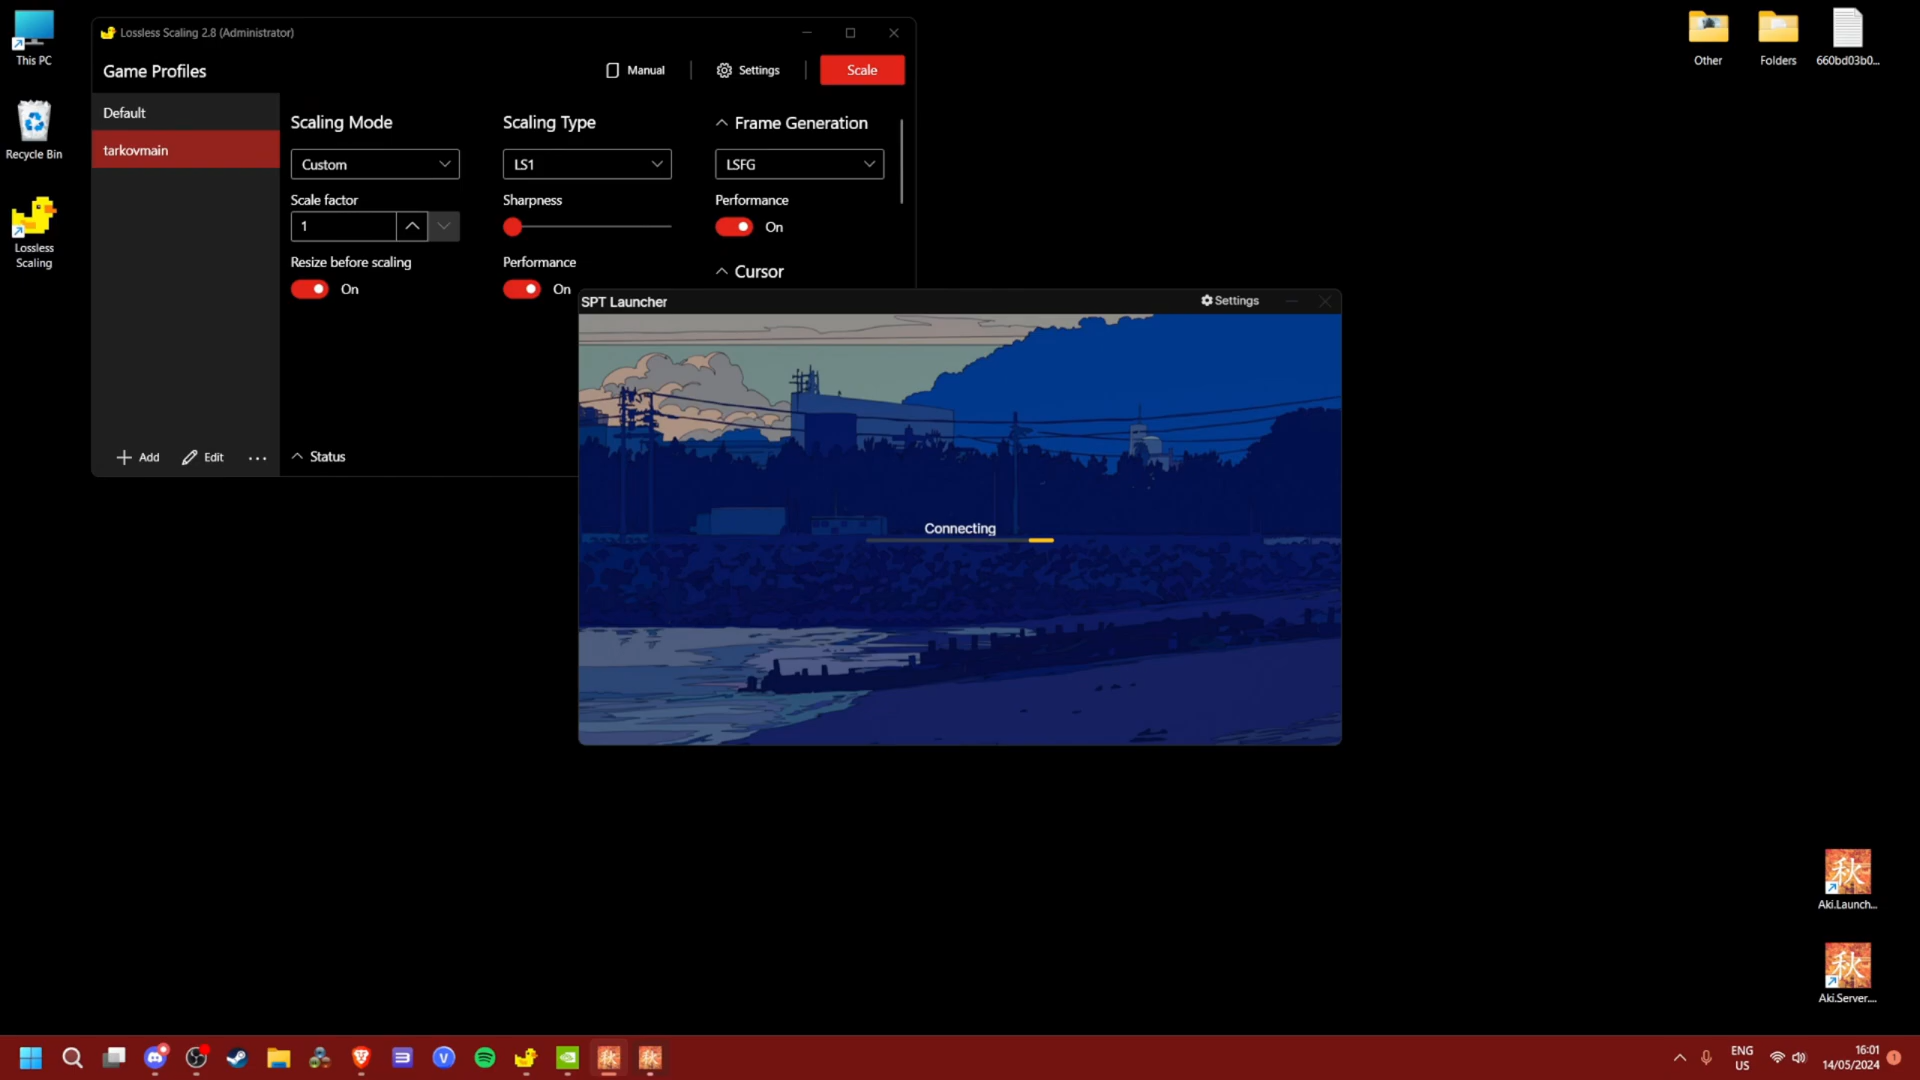 This PC
Recycle Bin
Lossless
Scaling
Lossless Scaling 2.8 (Administrator)
Game Profiles
Manual
Settings
Scale
Default
tarkovmain
Scaling Mode
Custom
Scale factor
1
Resize before scaling
On
Scaling Type
LS1
Sharpness
Performance
On
Frame Generation
LSFG
Performance
On
Cursor
Add
Edit
...
Status
SPT Launcher
Settings
Connecting
Other
Folders
660bd03b0...
秋
Aki.Launch...
秋
Aki.Server....
秋
秋
ENG
US
16:01
14/05/2024
1